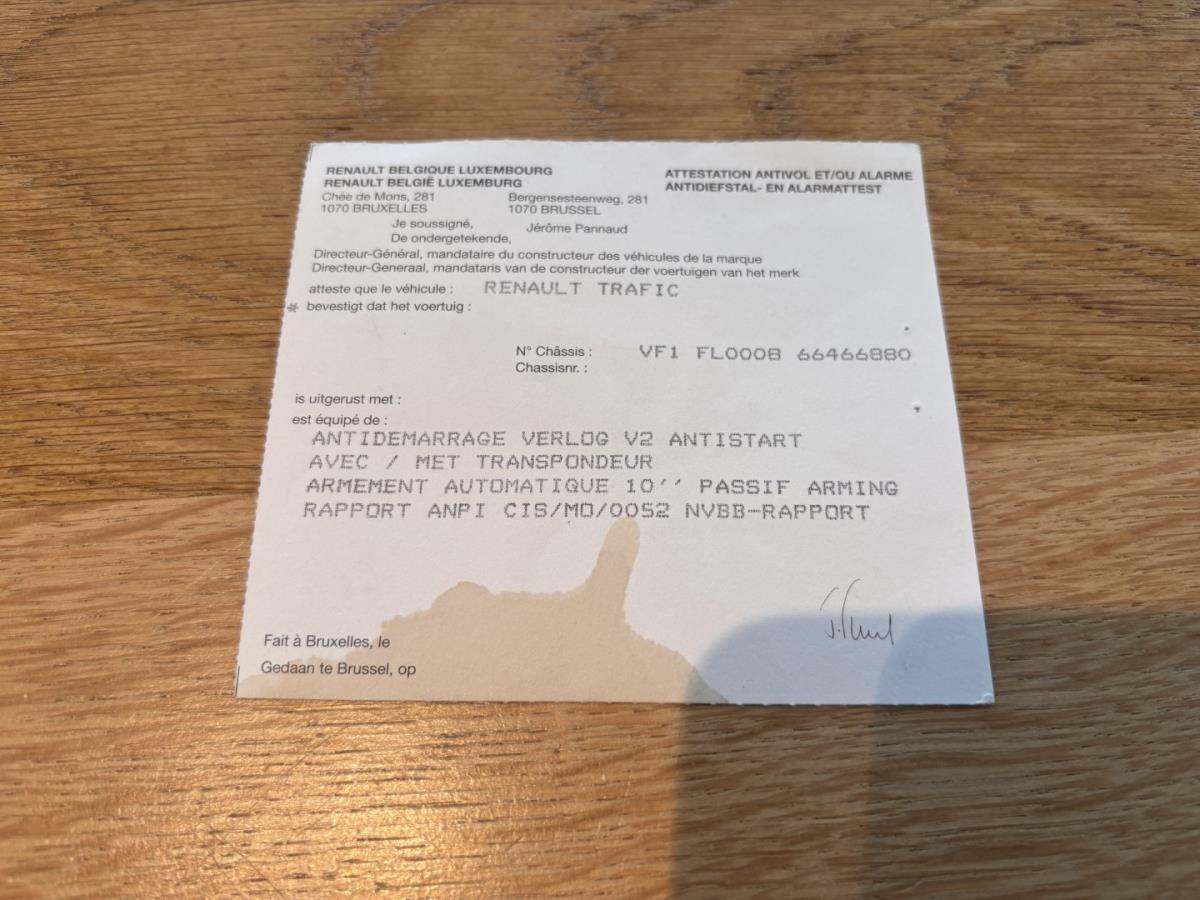 RENAULT BELGIQUE LUXEMBOURG
RENAULT BELGIË LUXEMBURG
Chée de Mons, 281 Bergensesteenweg, 281
1070 BRUXELLES 1070 BRUSSEL
ATTESTATION ANTIVOL ET/OU ALARME
ANTIDIEFSTAL- EN ALARMATTEST
Je soussigné,
De ondergetekende,
Jérôme Pannaud
Directeur-Général, mandataire du constructeur des véhicules de la marque
Directeur-Generaal, mandataris van de constructeur der voertuigen van het merk
atteste que le véhicule : RENAULT TRAFIC
* bevestigt dat het voertuig :
N° Châssis : VF1 FL0008 66466880
Chassisnr. :
is uitgerust met :
est équipé de :
ANTIDEMARRAGE VERLOG V2 ANTISTART
AVEC / MET TRANSPONDEUR
ARMEMENT AUTOMATIQUE 10'' PASSIF ARMING
RAPPORT ANPI CIS/MO/0052 NVBB-RAPPORT
Fait à Bruxelles, le
Gedaan te Brussel, op